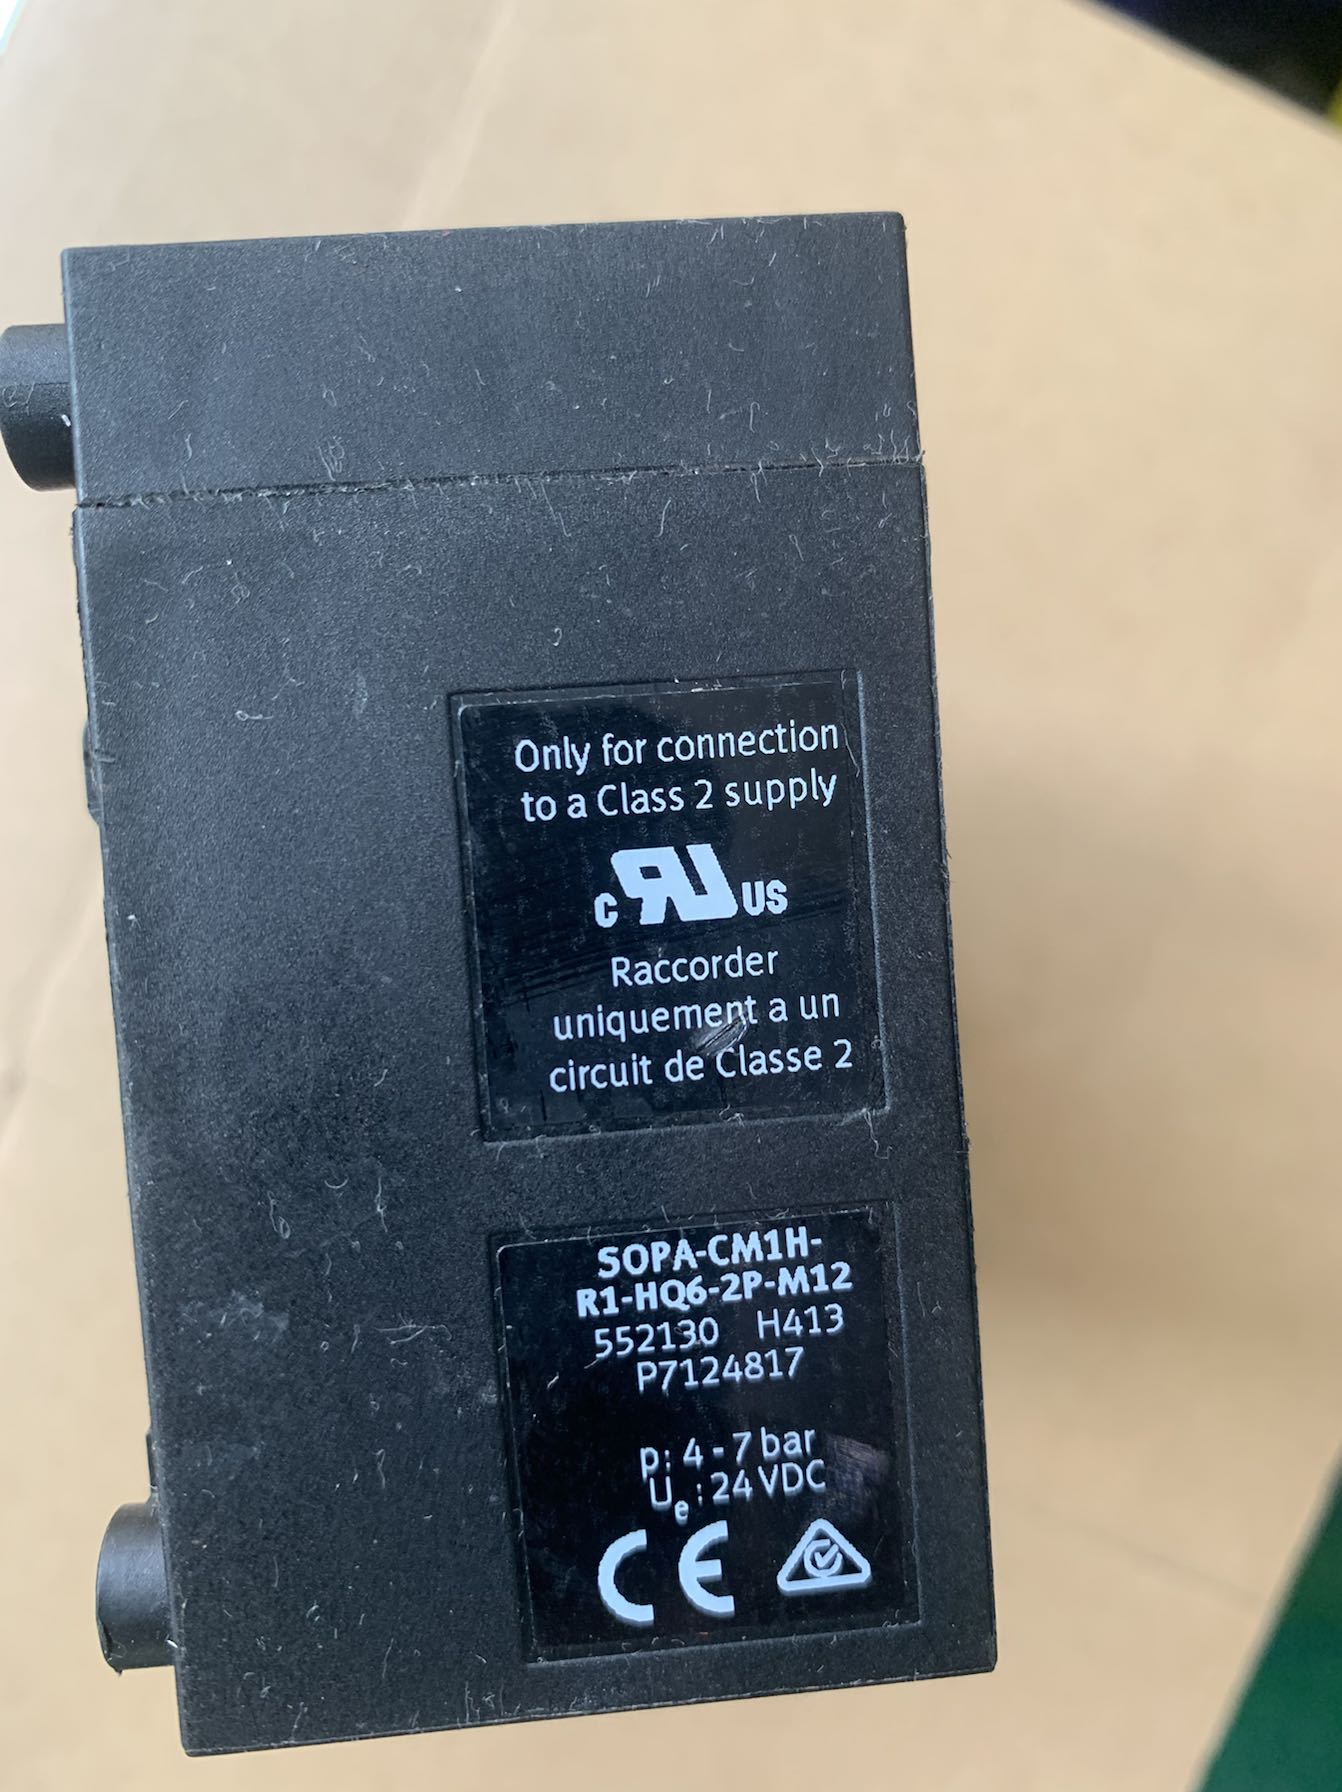 Only for connection
to a Class 2 supply
c RU US
Raccorder
uniquement a un
circuit de Classe 2
SOPA-CM1H-
R1-HQ6-2P-M12
552130 H413
P7124817
p: 4 - 7 bar
Ue : 24 VDC
CE